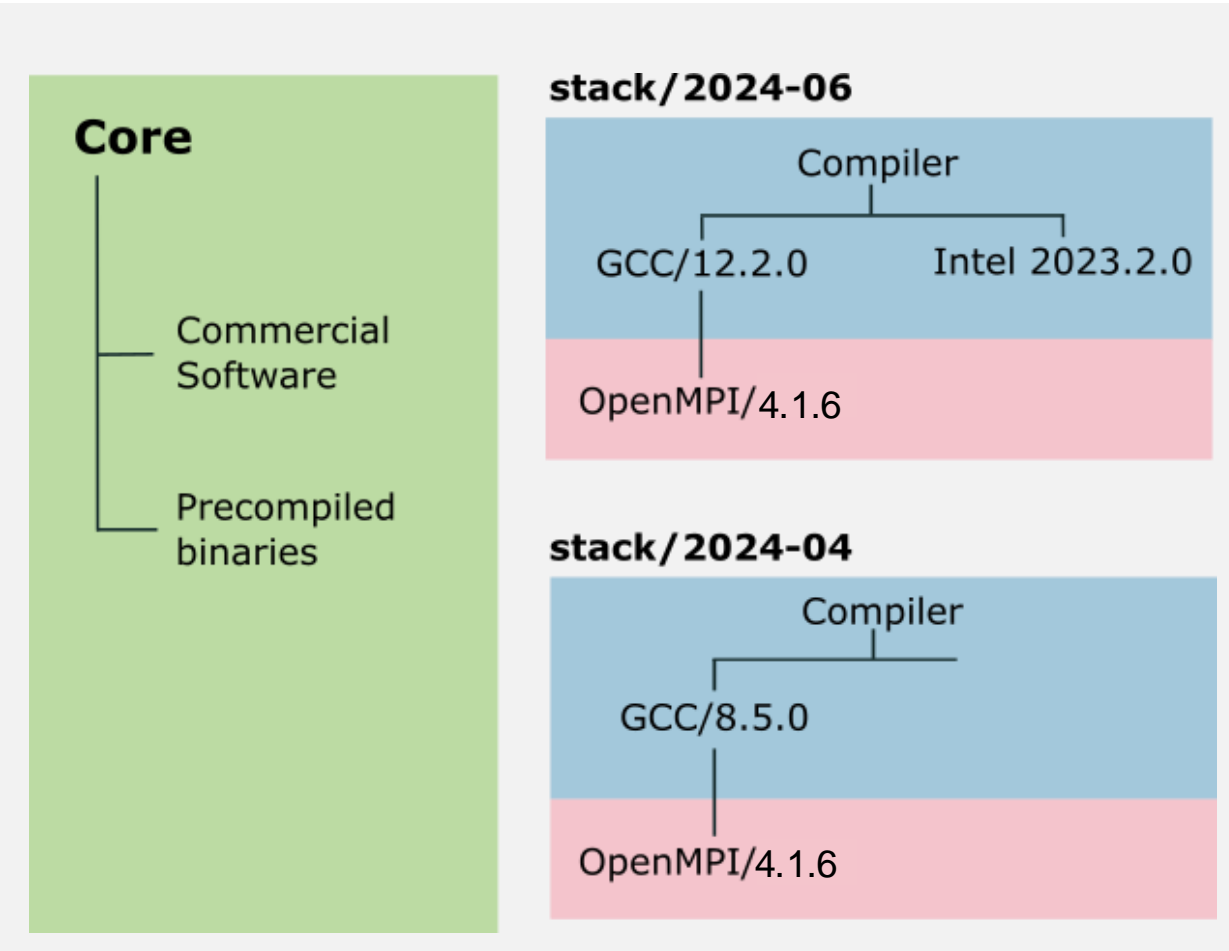 Core
Commercial
Software
Precompiled
binaries
stack/2024-06
Compiler
GCC/12.2.0
Intel 2023.2.0
OpenMPI/4.1.6
stack/2024-04
Compiler
GCC/8.5.0
OpenMPI/4.1.6